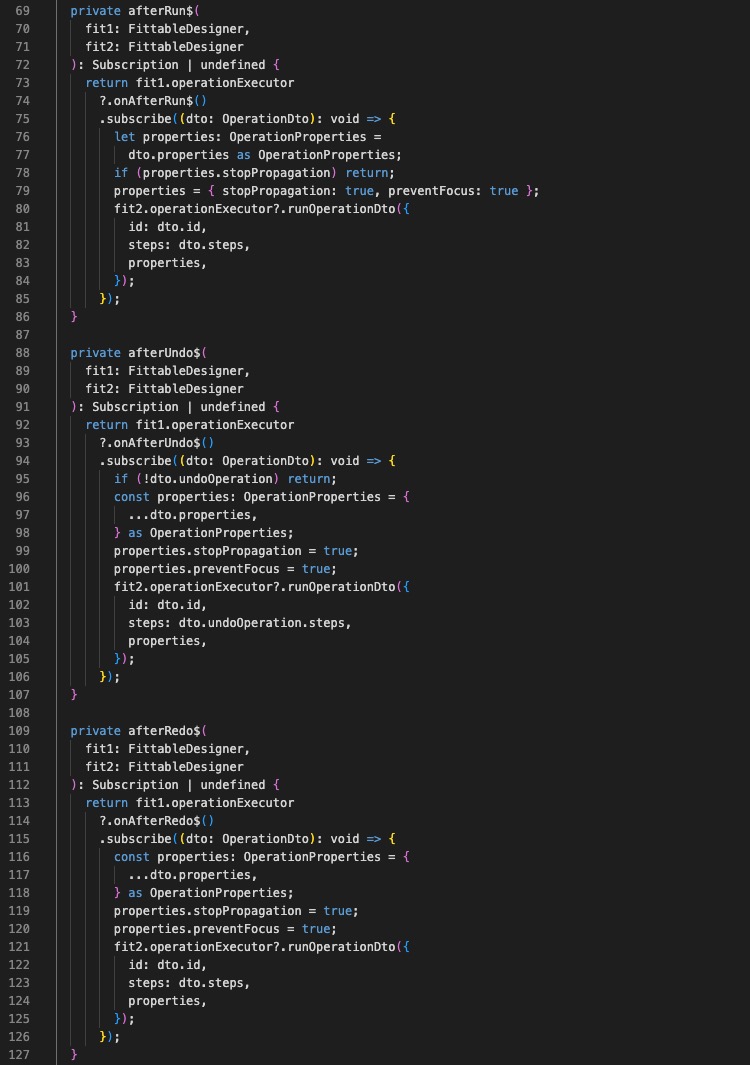 69 private afterRun$(
70 fit1: FittableDesigner,
71 fit2: FittableDesigner
72 ): Subscription | undefined {
73 return fit1.operationExecutor
74 ?.onAfterRun$()
75 .subscribe((dto: OperationDto): void => {
76 let properties: OperationProperties =
77 dto.properties as OperationProperties;
78 if (properties.stopPropagation) return;
79 properties = { stopPropagation: true, preventFocus: true };
80 fit2.operationExecutor?.runOperationDto({
81 id: dto.id,
82 steps: dto.steps,
83 properties,
84 });
85 });
86 }
87
88 private afterUndo$(
89 fit1: FittableDesigner,
90 fit2: FittableDesigner
91 ): Subscription | undefined {
92 return fit1.operationExecutor
93 ?.onAfterUndo$()
94 .subscribe((dto: OperationDto): void => {
95 if (!dto.undoOperation) return;
96 const properties: OperationProperties = {
97 ...dto.properties,
98 } as OperationProperties;
99 properties.stopPropagation = true;
100 properties.preventFocus = true;
101 fit2.operationExecutor?.runOperationDto({
102 id: dto.id,
103 steps: dto.undoOperation.steps,
104 properties,
105 });
106 });
107 }
108
109 private afterRedo$(
110 fit1: FittableDesigner,
111 fit2: FittableDesigner
112 ): Subscription | undefined {
113 return fit1.operationExecutor
114 ?.onAfterRedo$()
115 .subscribe((dto: OperationDto): void => {
116 const properties: OperationProperties = {
117 ...dto.properties,
118 } as OperationProperties;
119 properties.stopPropagation = true;
120 properties.preventFocus = true;
121 fit2.operationExecutor?.runOperationDto({
122 id: dto.id,
123 steps: dto.steps,
124 properties,
125 });
126 });
127 }